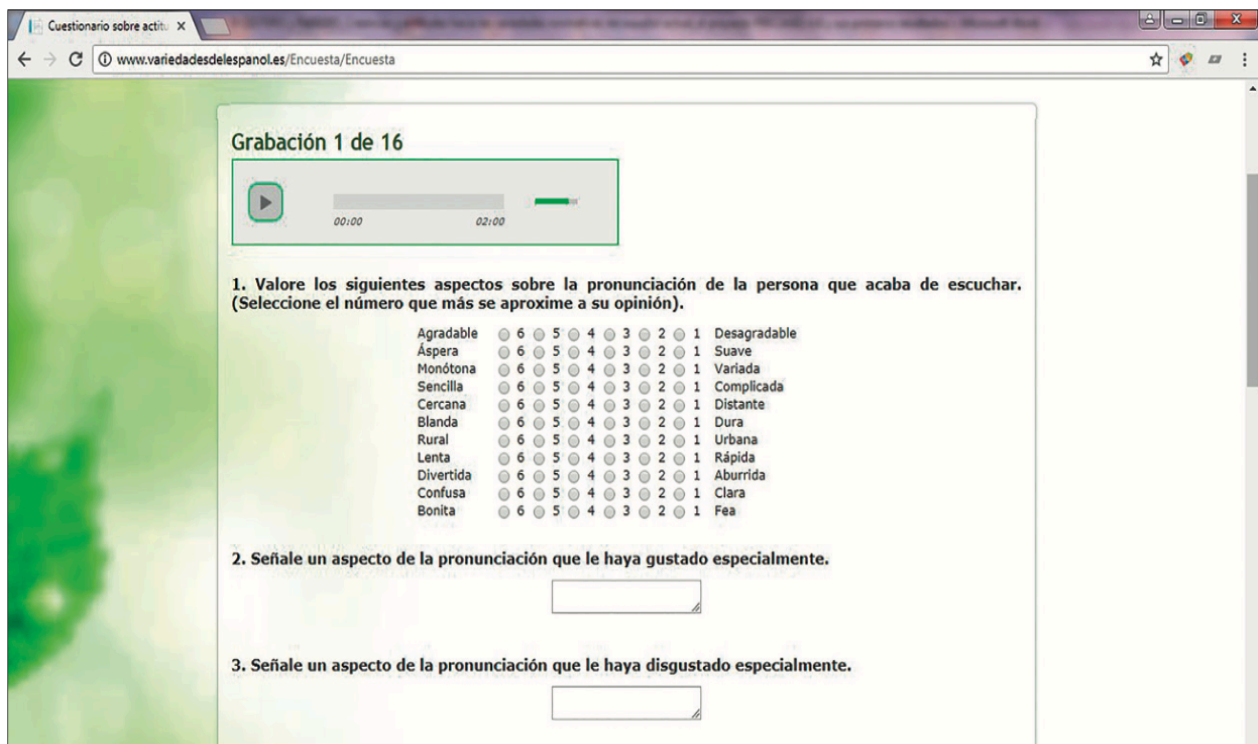 Cuestionario sobre actitu
www.variedadesdelespanol.es/Encuesta/Encuesta
Grabación 1 de 16
00:00 02:00
1. Valore los siguientes aspectos sobre la pronunciación de la persona que acaba de escuchar.
(Seleccione el número que más se aproxime a su opinión).
Agradable 6 5 4 3 2 1 Desagradable
Áspera 6 5 4 3 2 1 Suave
Monótona 6 5 4 3 2 1 Variada
Sencilla 6 5 4 3 2 1 Complicada
Cercana 6 5 4 3 2 1 Distante
Blanda 6 5 4 3 2 1 Dura
Rural 6 5 4 3 2 1 Urbana
Lenta 6 5 4 3 2 1 Rápida
Divertida 6 5 4 3 2 1 Aburrida
Confusa 6 5 4 3 2 1 Clara
Bonita 6 5 4 3 2 1 Fea
2. Señale un aspecto de la pronunciación que le haya gustado especialmente.
3. Señale un aspecto de la pronunciación que le haya disgustado especialmente.